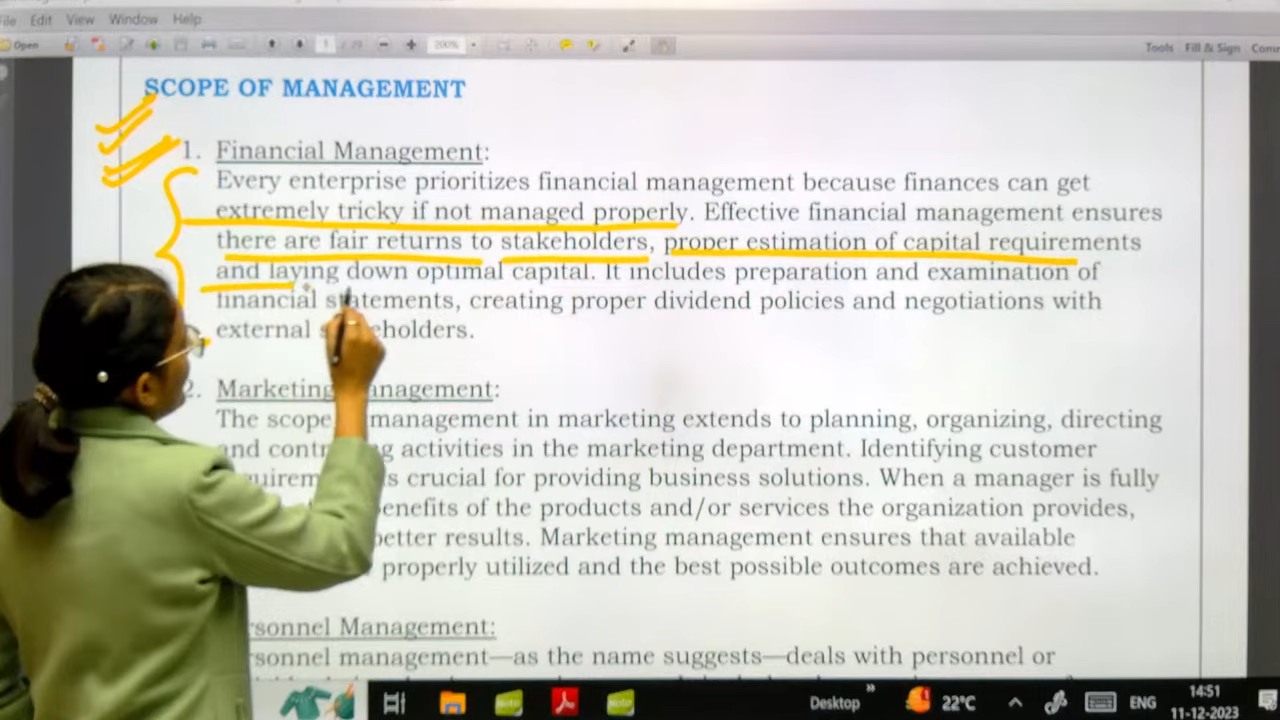 File Edit View Window Help
Open 200% Tools Fill & Sign
SCOPE OF MANAGEMENT
1. Financial Management:
Every enterprise prioritizes financial management because finances can get
extremely tricky if not managed properly. Effective financial management ensures
there are fair returns to stakeholders, proper estimation of capital requirements
and laying down optimal capital. It includes preparation and examination of
financial statements, creating proper dividend policies and negotiations with
external holders.
2. Marketing anagement:
The scope management in marketing extends to planning, organizing, directing
and contr g activities in the marketing department. Identifying customer
uirem s crucial for providing business solutions. When a manager is fully
enefits of the products and/or services the organization provides,
better results. Marketing management ensures that available
properly utilized and the best possible outcomes are achieved.
rsonnel Management:
rsonnel management—as the name suggests—deals with personnel or
Desktop 22°C ENG 14:51
11-12-2023